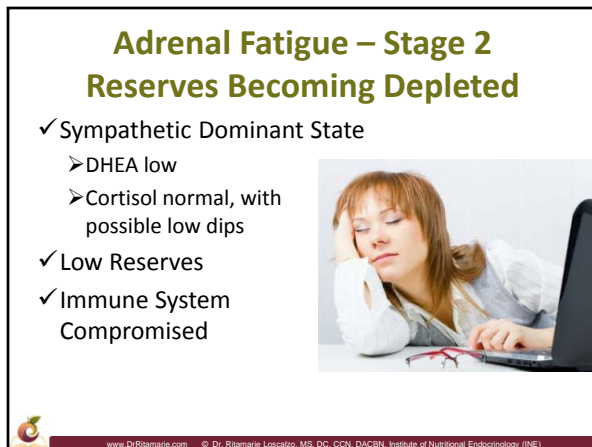 Adrenal Fatigue – Stage 2
Reserves Becoming Depleted
✓Sympathetic Dominant State
➢DHEA low
➢Cortisol normal, with
possible low dips
✓Low Reserves
✓Immune System
Compromised
www.DrRitamarie.com © Dr. Ritamarie Loscalzo, MS, DC, CCN, DACBN, Institute of Nutritional Endocrinology (INE)